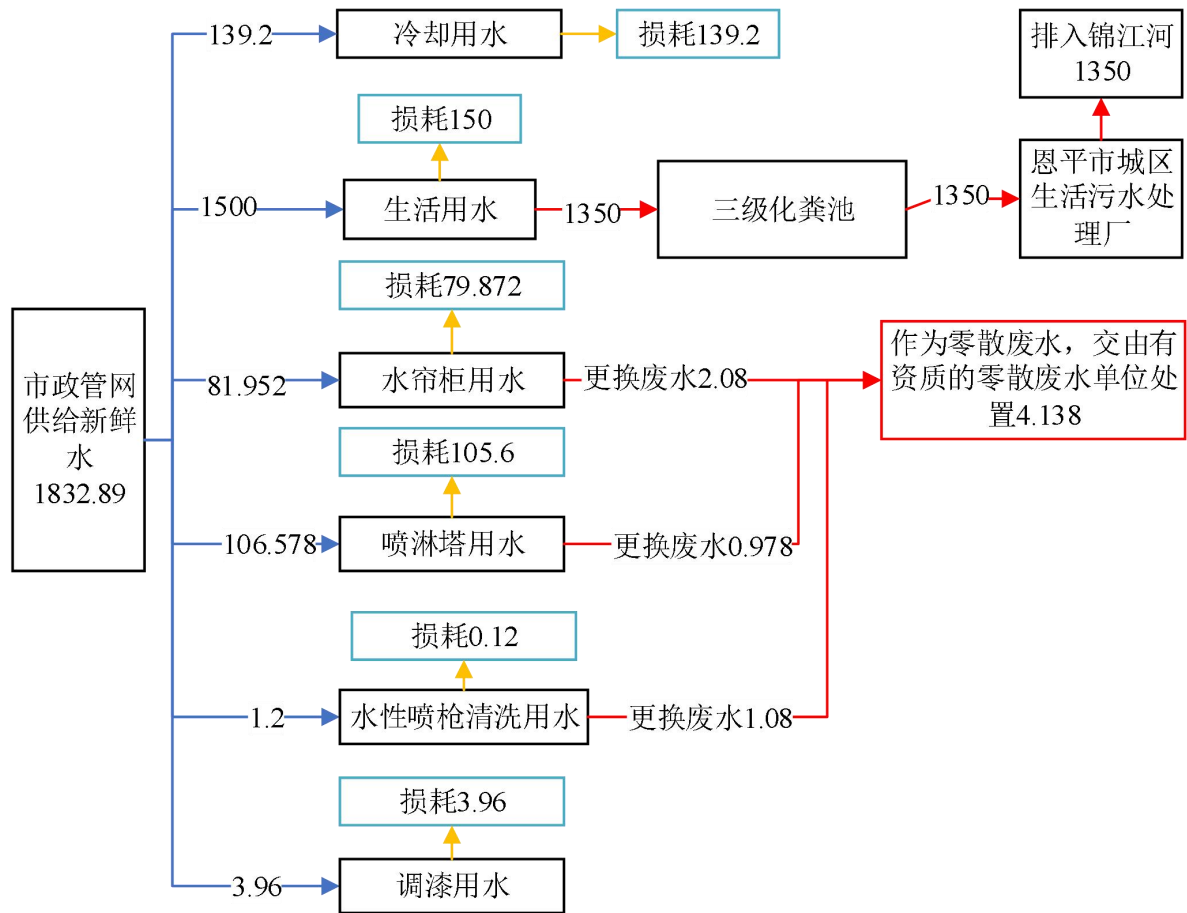 139.2
冷却用水
损耗139.2
排入锦江河
1350
损耗150
1500
生活用水
1350
三级化粪池
1350
恩平市城区
生活污水处
理厂
损耗79.872
市政管网
供给新鲜
水
1832.89
81.952
水帘柜用水
更换废水2.08
作为零散废水，交由有
资质的零散废水单位处
置4.138
损耗105.6
106.578
喷淋塔用水
更换废水0.978
损耗0.12
1.2
水性喷枪清洗用水
更换废水1.08
损耗3.96
3.96
调漆用水